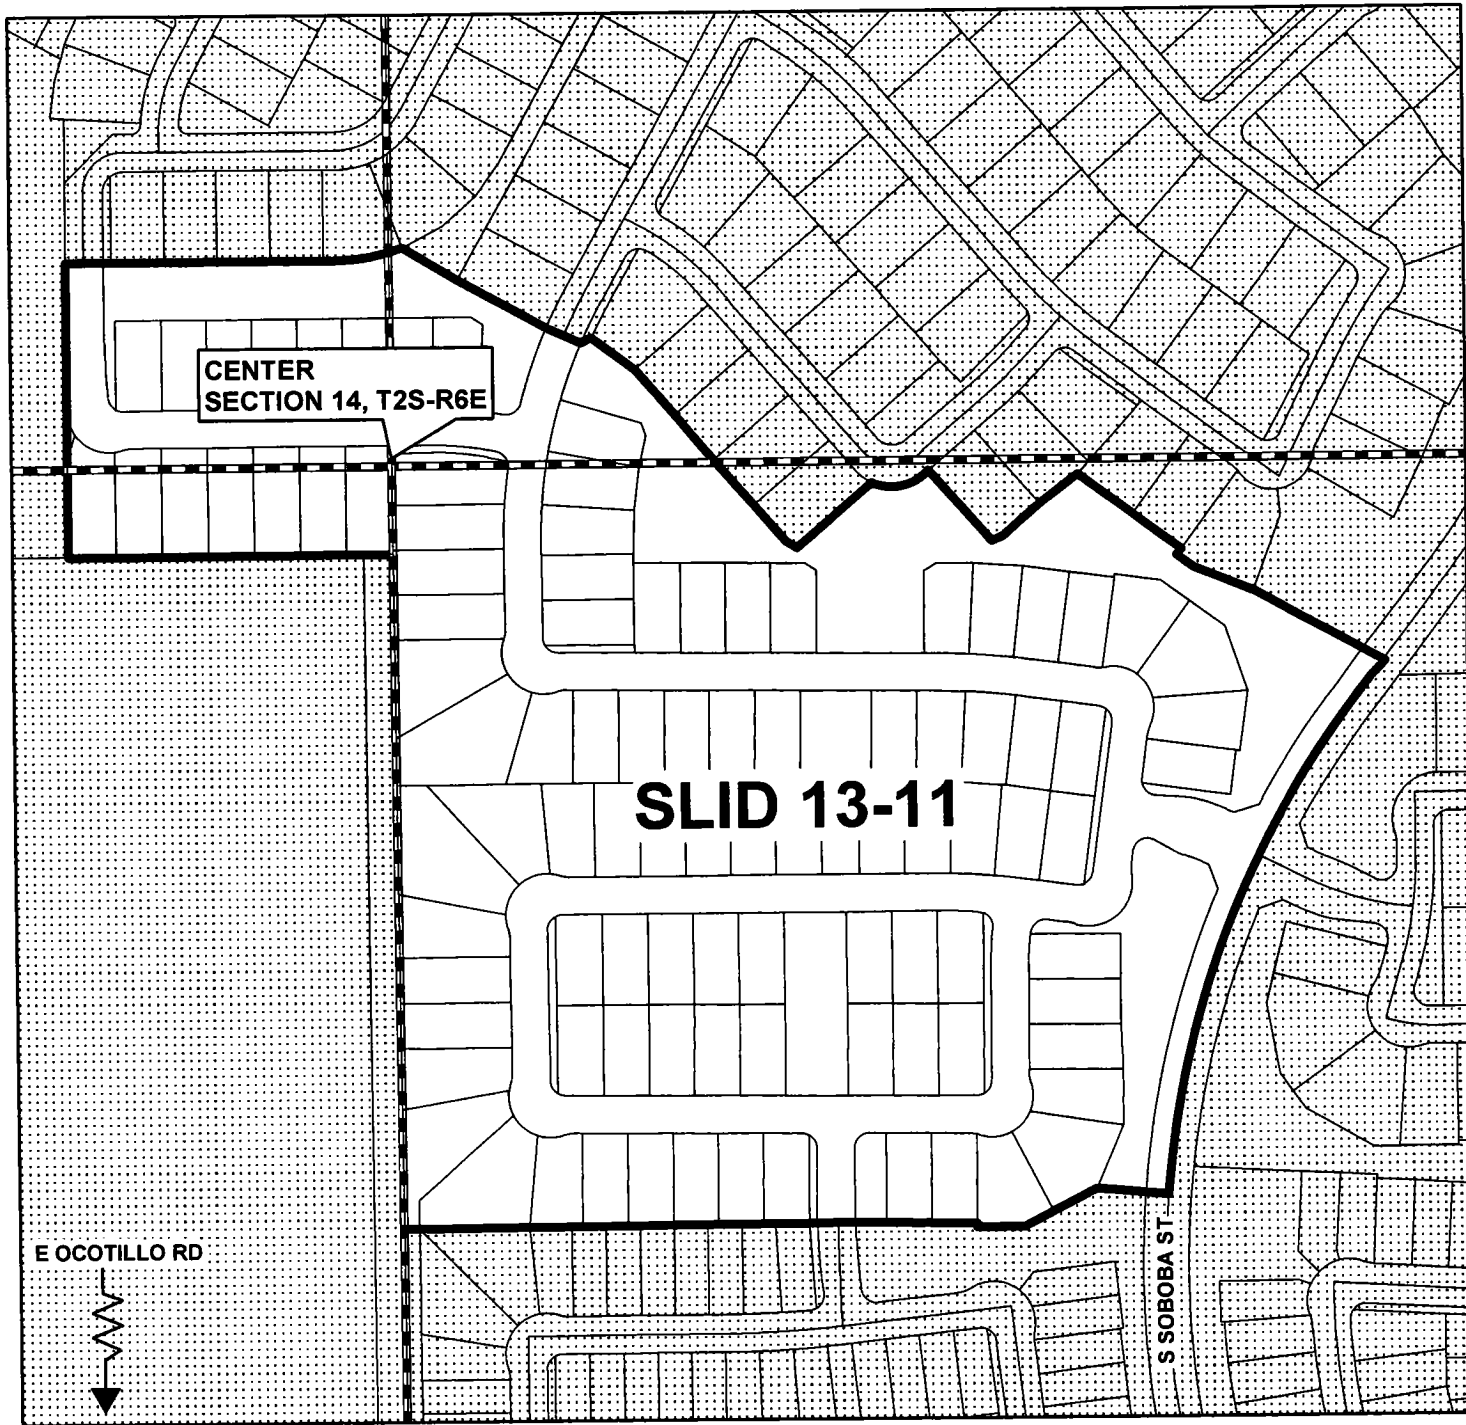 CENTER
SECTION 14, T2S-R6E
SLID 13-11
E OCOTILLO RD
S SOBOBA ST